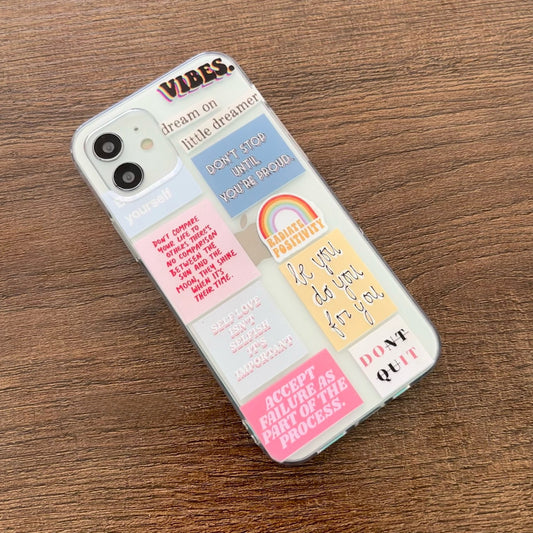 VIBES.
dream on
little dreamer
DON'T STOP
UNTIL
YOU'RE PROUD.
yourself
RADIATE
POSITIVITY
DON'T COMPARE
YOUR LIFE TO
OTHERS. THERE'S
NO COMPARISON
BETWEEN THE
SUN AND THE
MOON, THEY SHINE
WHEN IT'S
THEIR TIME.
be you
do you
for you
SELF LOVE
ISN'T
SELFISH
IT'S
IMPORTANT
DONT
QUIT
ACCEPT
FAILURE AS
PART OF THE
PROCESS.